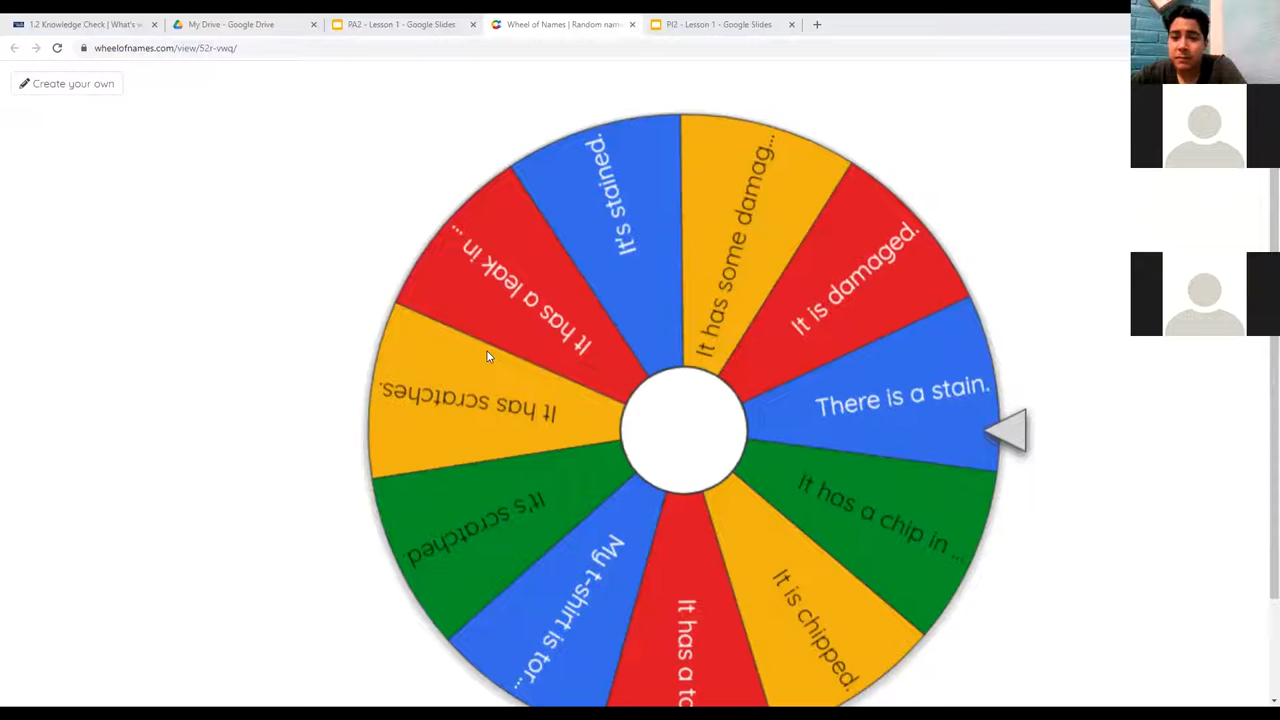 1.2 Knowledge Check | What's w
My Drive - Google Drive
PA2 - Lesson 1 - Google Slides
Wheel of Names | Random name
PI2 - Lesson 1 - Google Slides
wheelofnames.com/view/52r-vwq/
Create your own
It's stained.
It has some damag...
It is damaged.
There is a stain.
It has a chip in ...
It is chipped.
It has a
My t-shirt is tor...
It's scratched.
It has scratches.
It has a leak in ...